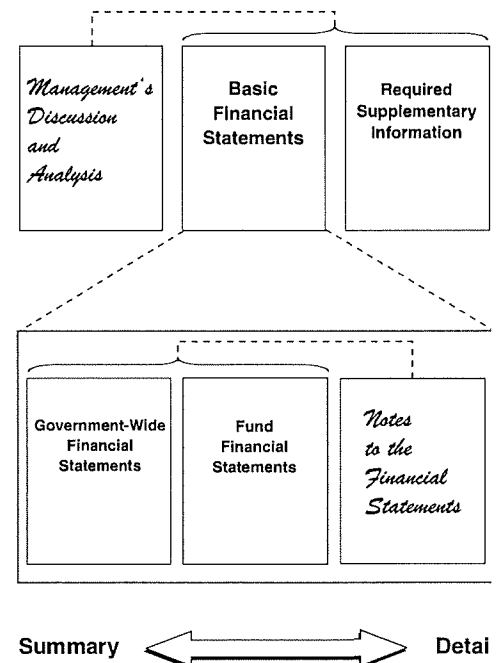 Management's
Discussion
and
Analysis
Basic
Financial
Statements
Required
Supplementary
Information
Government-Wide
Financial
Statements
Fund
Financial
Statements
Notes
to the
Financial
Statements
Summary
Detai